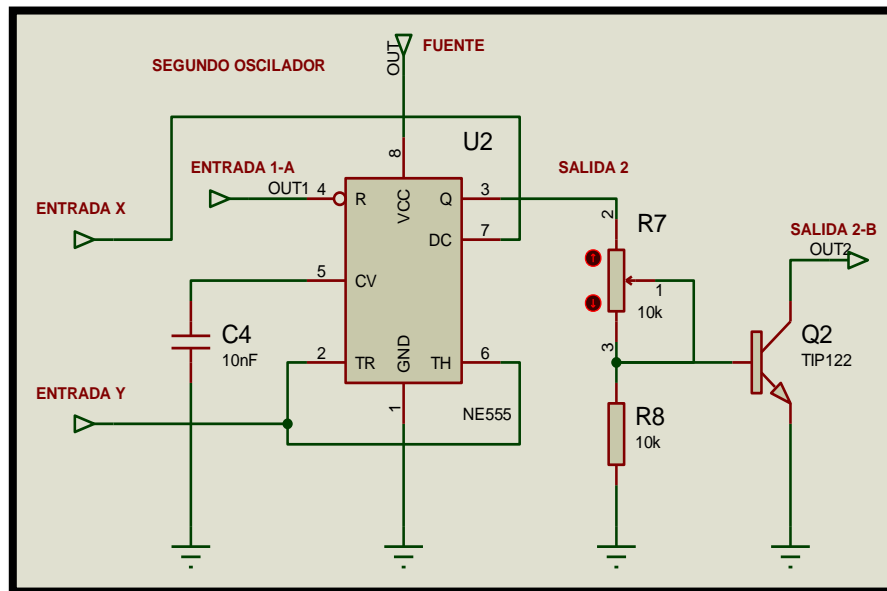 FUENTE
OUT
SEGUNDO OSCILADOR
U2
8
ENTRADA 1-A
SALIDA 2
OUT1
4
R
VCC
Q
3
ENTRADA X
2
R7
DC
7
SALIDA 2-B
OUT2
5
CV
1
10k
C4
10nF
Q2
TIP122
2
TR
GND
TH
6
3
ENTRADA Y
1
NE555
R8
10k